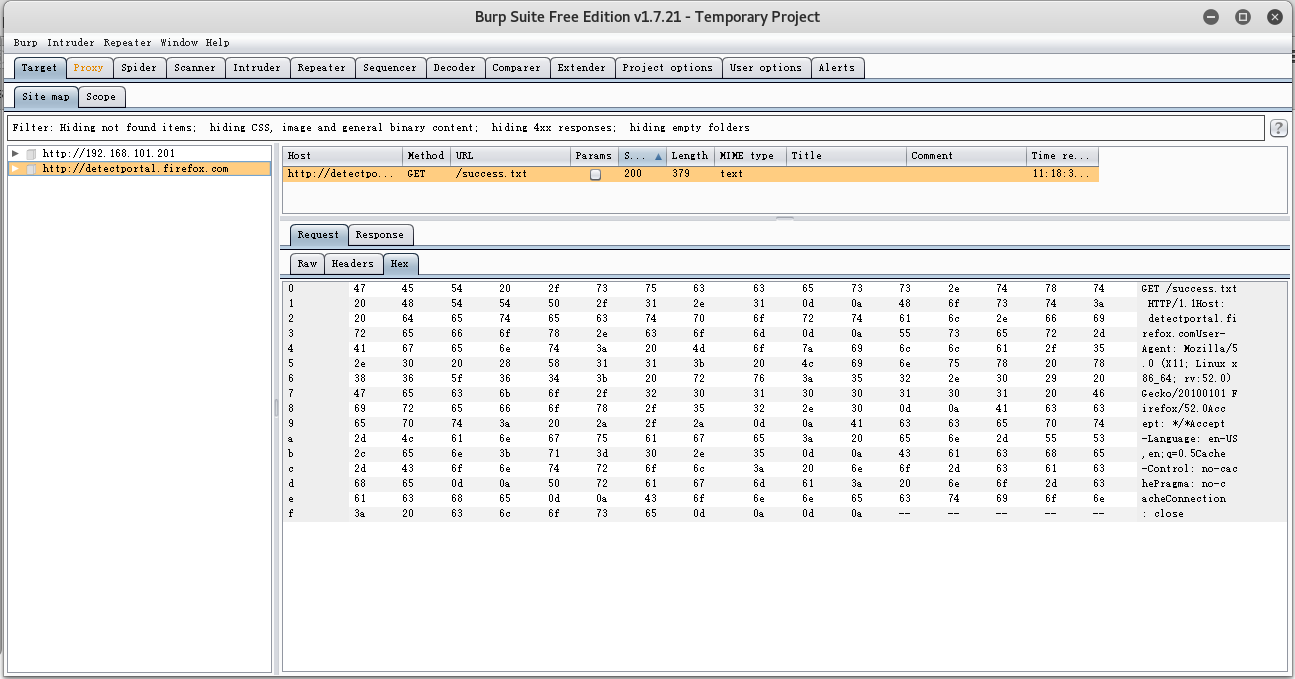 Burp Suite Free Edition v1.7.21 - Temporary Project
Burp Intruder Repeater Window Help
Target Proxy Spider Scanner Intruder Repeater Sequencer Decoder Comparer Extender Project options User options Alerts
Site map Scope
Filter: Hiding not found items; hiding CSS, image and general binary content; hiding 4xx responses; hiding empty folders ?
http://192.168.101.201
http://detectportal.firefox.com
Host Method URL Params S... Length MIME type Title Comment Time re...
http://detectpo... GET /success.txt 200 379 text 11:18:3...
Request Response
Raw Headers Hex
0 47 45 54 20 2f 73 75 63 63 65 73 73 2e 74 78 74 GET /success.txt
1 20 48 54 54 50 2f 31 2e 31 0d 0a 48 6f 73 74 3a HTTP/1.1Host:
2 20 64 65 74 65 63 74 70 6f 72 74 61 6c 2e 66 69 detectportal.fi
3 72 65 66 6f 78 2e 63 6f 6d 0d 0a 55 73 65 72 2d refox.comUser-
4 41 67 65 6e 74 3a 20 4d 6f 7a 69 6c 6c 61 2f 35 Agent: Mozilla/5
5 2e 30 20 28 58 31 31 3b 20 4c 69 6e 75 78 20 78 .0 (X11; Linux x
6 38 36 5f 36 34 3b 20 72 76 3a 35 32 2e 30 29 20 86_64; rv:52.0)
7 47 65 63 6b 6f 2f 32 30 31 30 30 31 30 31 20 46 Gecko/20100101 F
8 69 72 65 66 6f 78 2f 35 32 2e 30 0d 0a 41 63 63 irefox/52.0Acc
9 65 70 74 3a 20 2a 2f 2a 0d 0a 41 63 63 65 70 74 ept: */*Accept
a 2d 4c 61 6e 67 75 61 67 65 3a 20 65 6e 2d 55 53 -Language: en-US
b 2c 65 6e 3b 71 3d 30 2e 35 0d 0a 43 61 63 68 65 ,en;q=0.5Cache
c 2d 43 6f 6e 74 72 6f 6c 3a 20 6e 6f 2d 63 61 63 -Control: no-cac
d 68 65 0d 0a 50 72 61 67 6d 61 3a 20 6e 6f 2d 63 hePragma: no-c
e 61 63 68 65 0d 0a 43 6f 6e 6e 65 63 74 69 6f 6e acheConnection
f 3a 20 63 6c 6f 73 65 0d 0a 0d 0a -- -- -- -- -- : close